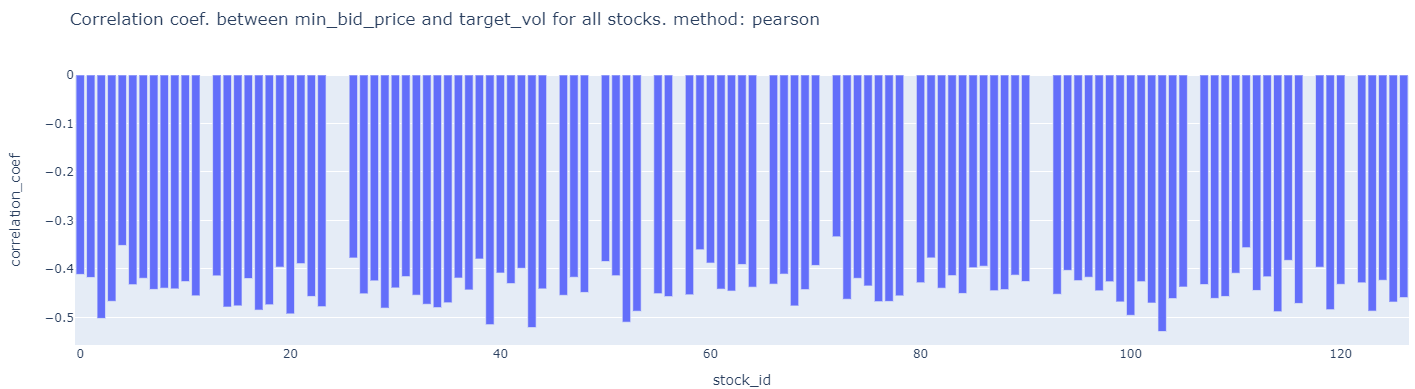 Correlation coef. between min_bid_price and target_vol for all stocks. method: pearson
0
−0.1
−0.2
−0.3
−0.4
−0.5
correlation_coef
0 20 40 60 80 100 120
stock_id